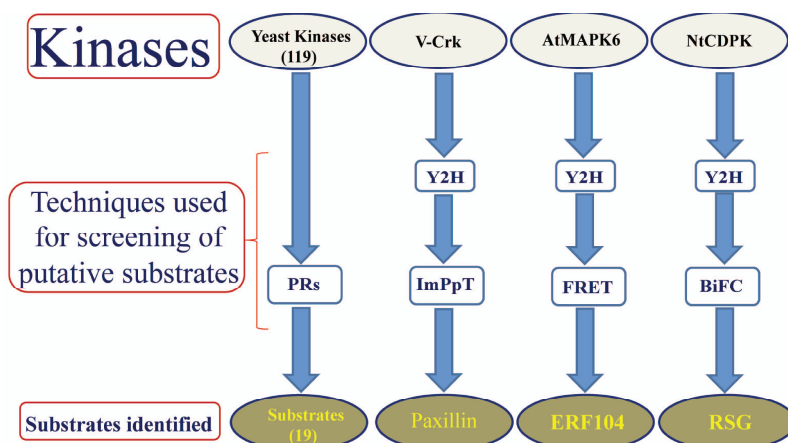 Kinases
Yeast Kinases
(119)
V-Crk
AtMAPK6
NtCDPK
Techniques used
for screening of
putative substrates
Y2H
Y2H
Y2H
PRs
ImPpT
FRET
BiFC
Substrates identified
Substrates
(19)
Paxillin
ERF104
RSG